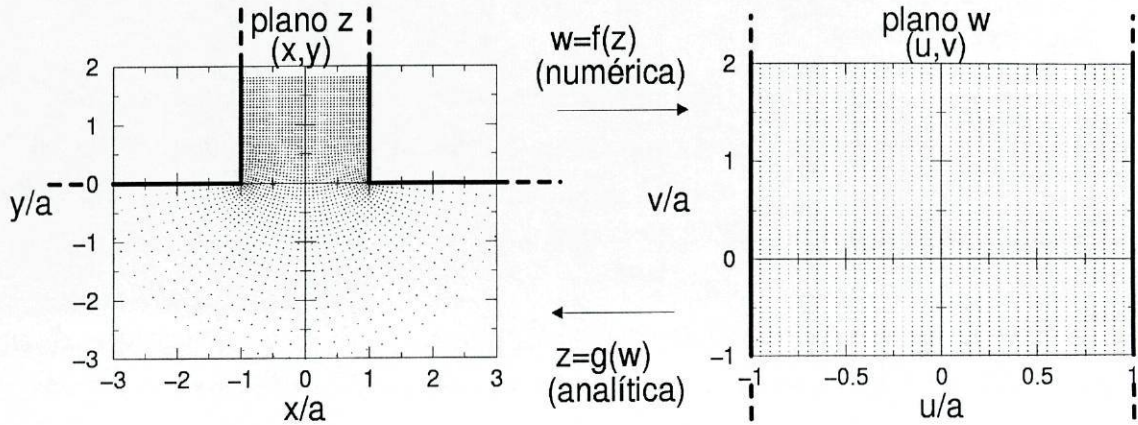 plano z
(x,y)
2
1
0
−1
−2
−3
y/a
−3
−2
−1
0
1
2
3
x/a
w=f(z)
(numérica)
z=g(w)
(analítica)
plano w
(u,v)
2
1
0
−1
v/a
−1
−0.5
0
0.5
1
u/a